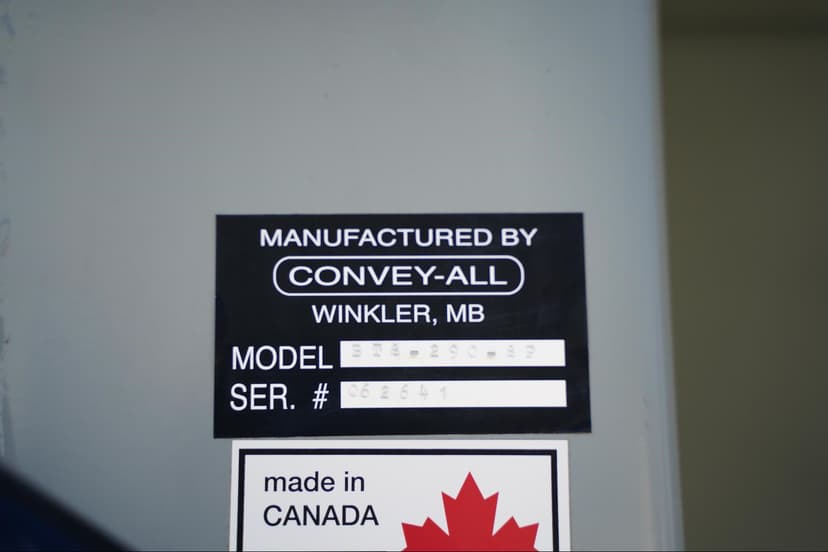 MANUFACTURED BY
CONVEY-ALL
WINKLER, MB
MODEL
SER. #
made in
CANADA